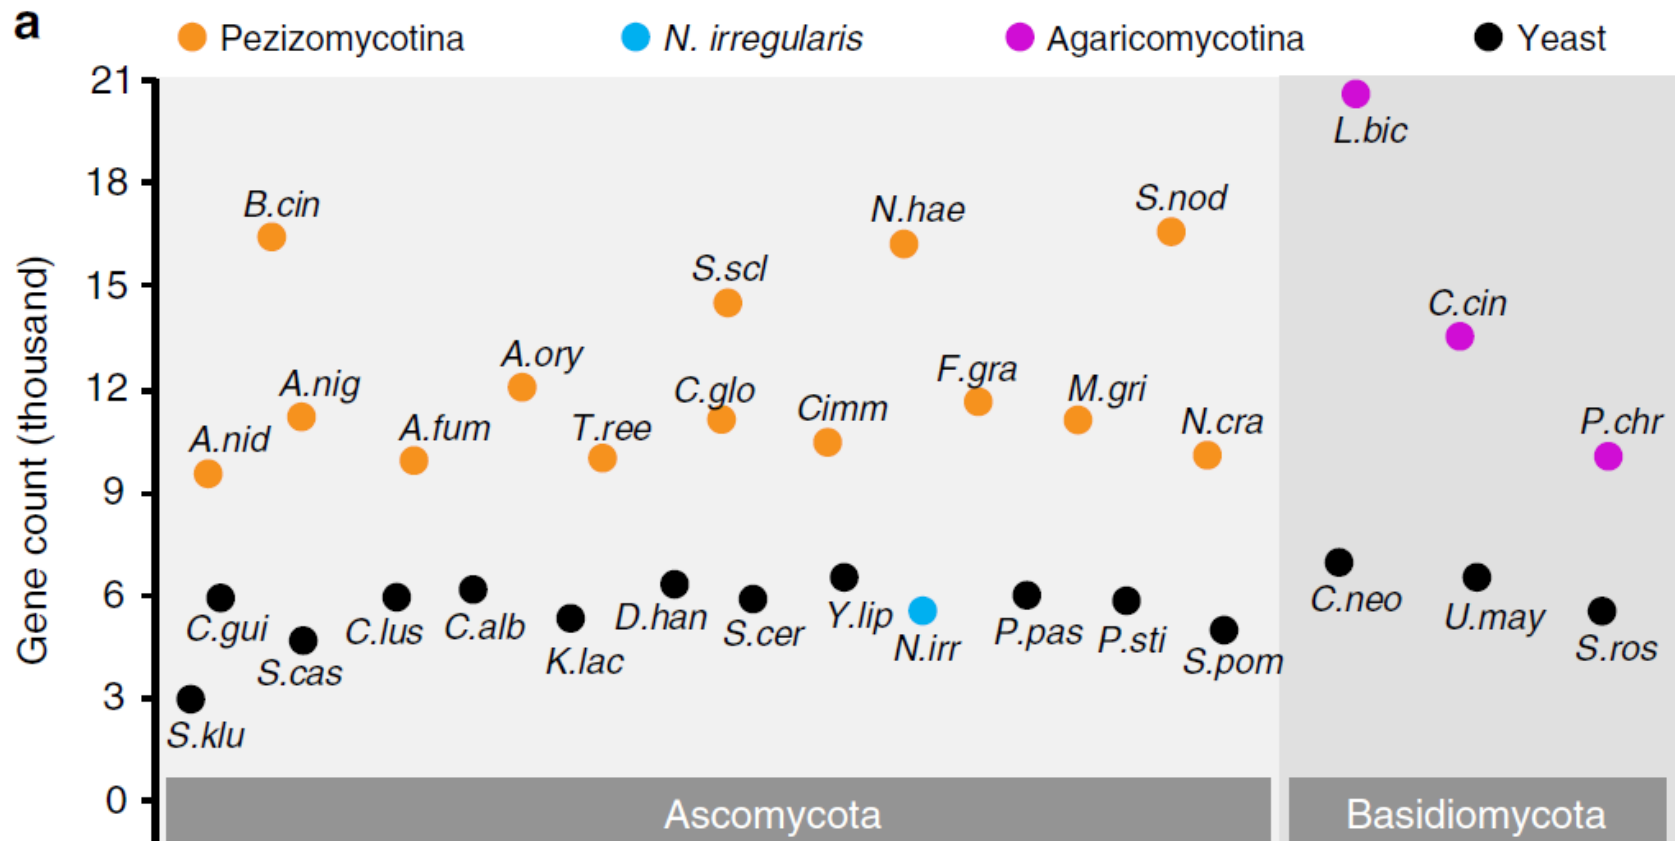 a
Pezizomycotina
N. irregularis
Agaricomycotina
Yeast
Gene count (thousand)
21
18
15
12
9
6
3
0
L.bic
B.cin
N.hae
S.nod
S.scl
C.cin
A.ory
A.nig
C.glo
Cimm
F.gra
M.gri
A.nid
A.fum
T.ree
N.cra
P.chr
C.gui
C.lus
C.alb
D.han
S.cer
Y.lip
N.irr
P.pas
P.sti
C.neo
U.may
S.ros
S.cas
K.lac
S.pom
S.klu
Ascomycota
Basidiomycota